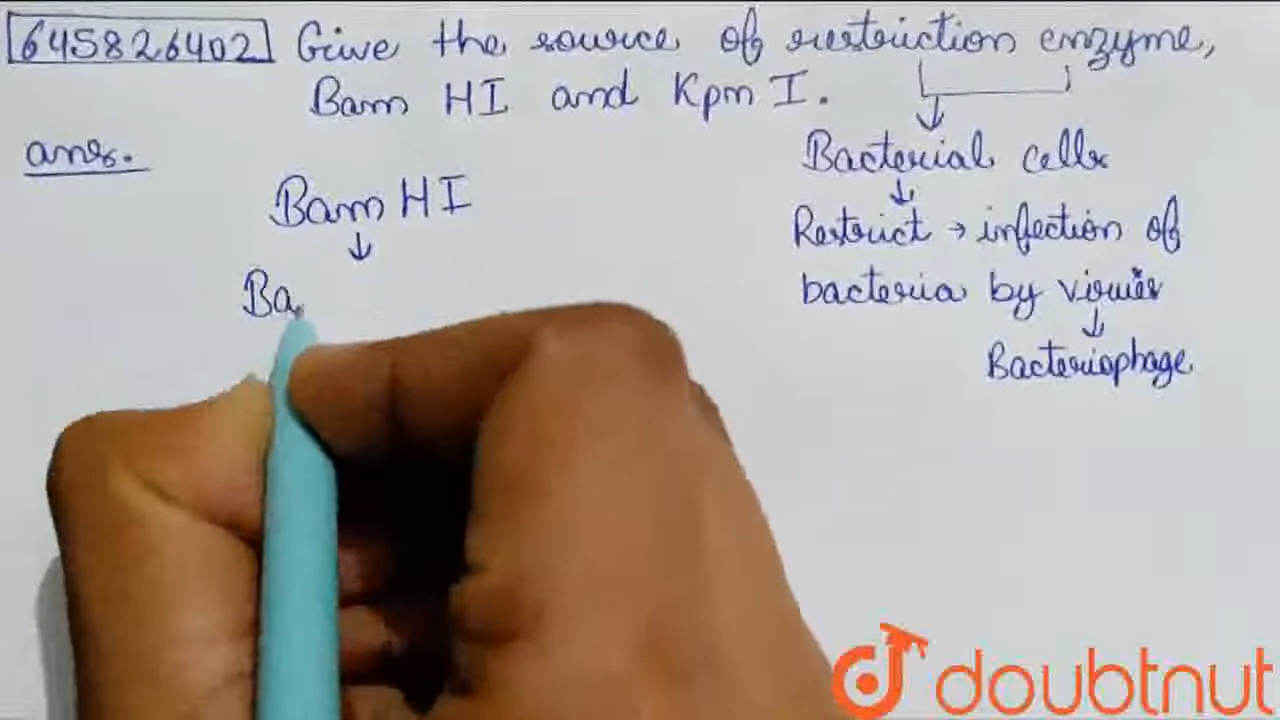 645826402 Give the source of restriction enzyme,
Bam HI and Kpn I.
ans.
Bam HI
↓
Ba
↓
Bacterial cells
↓
Restrict → infection of
bacteria by viruses
↓
Bacteriophage
doubtnut